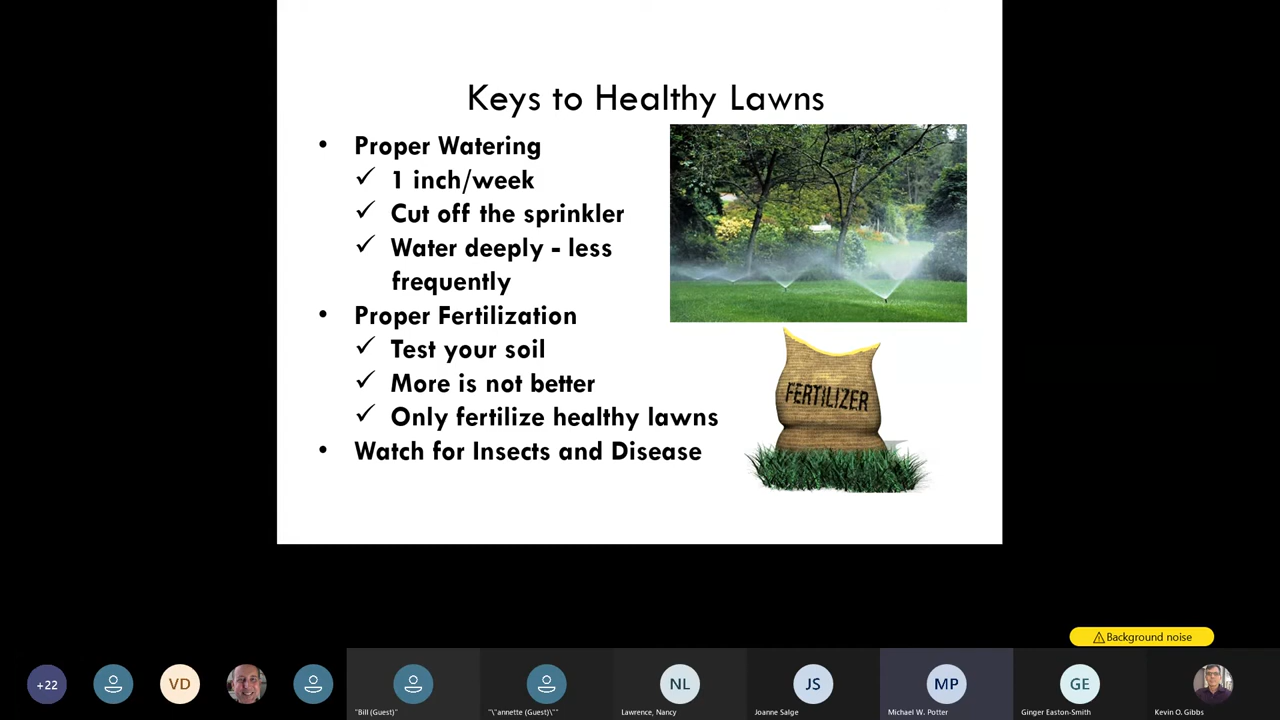 Keys to Healthy Lawns
• Proper Watering
✓ 1 inch/week
✓ Cut off the sprinkler
✓ Water deeply - less
frequently
• Proper Fertilization
✓ Test your soil
✓ More is not better
✓ Only fertilize healthy lawns
• Watch for Insects and Disease
FERTILIZER
Background noise
+22
VD
NL
JS
MP
GE
"Bill (Guest)"
"\"annette (Guest)\""
Lawrence, Nancy
Joanne Salge
Michael W. Potter
Ginger Easton-Smith
Kevin O. Gibbs